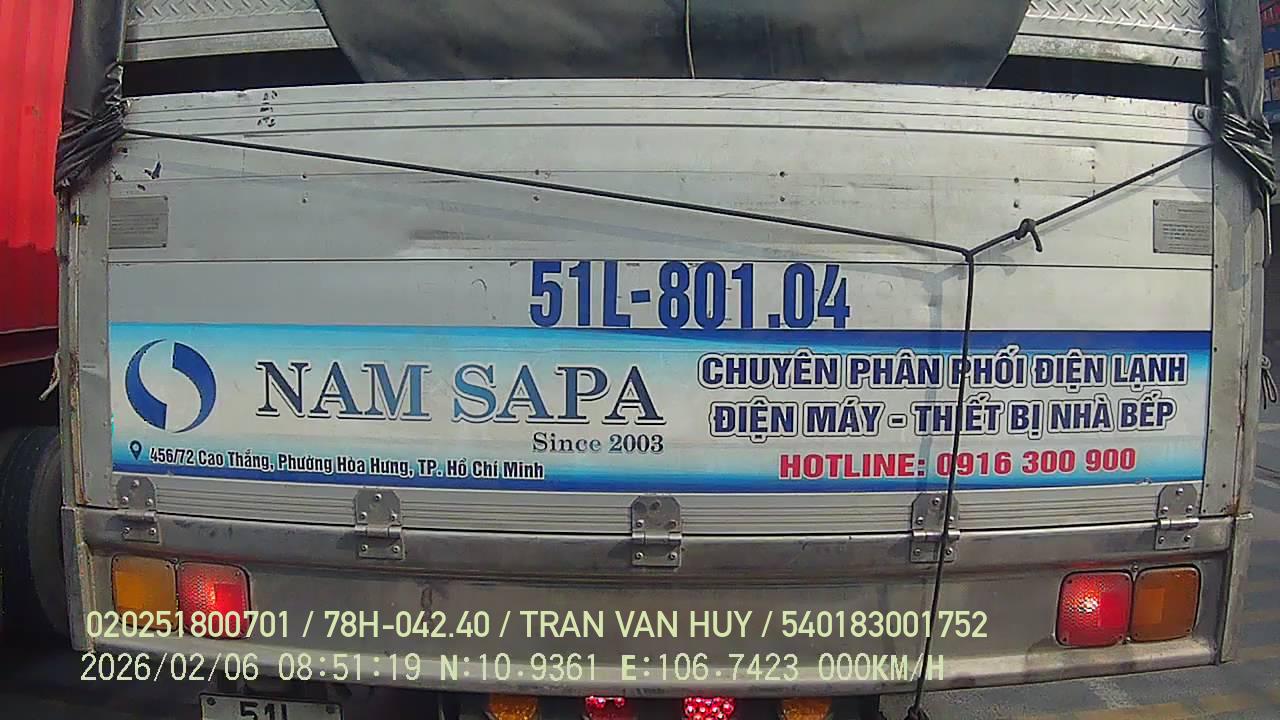 51L-801.04
NAM SAPA
Since 2003
456/72 Cao Thắng, Phường Hòa Hưng, TP. Hồ Chí Minh
CHUYÊN PHÂN PHỐI ĐIỆN LẠNH
ĐIỆN MÁY - THIẾT BỊ NHÀ BẾP
HOTLINE: 0916 300 900
020251800701 / 78H-042.40 / TRAN VAN HUY / 540183001752
2026/02/06 08:51:19 N:10.9361 E:106.7423 000KM/H
51L